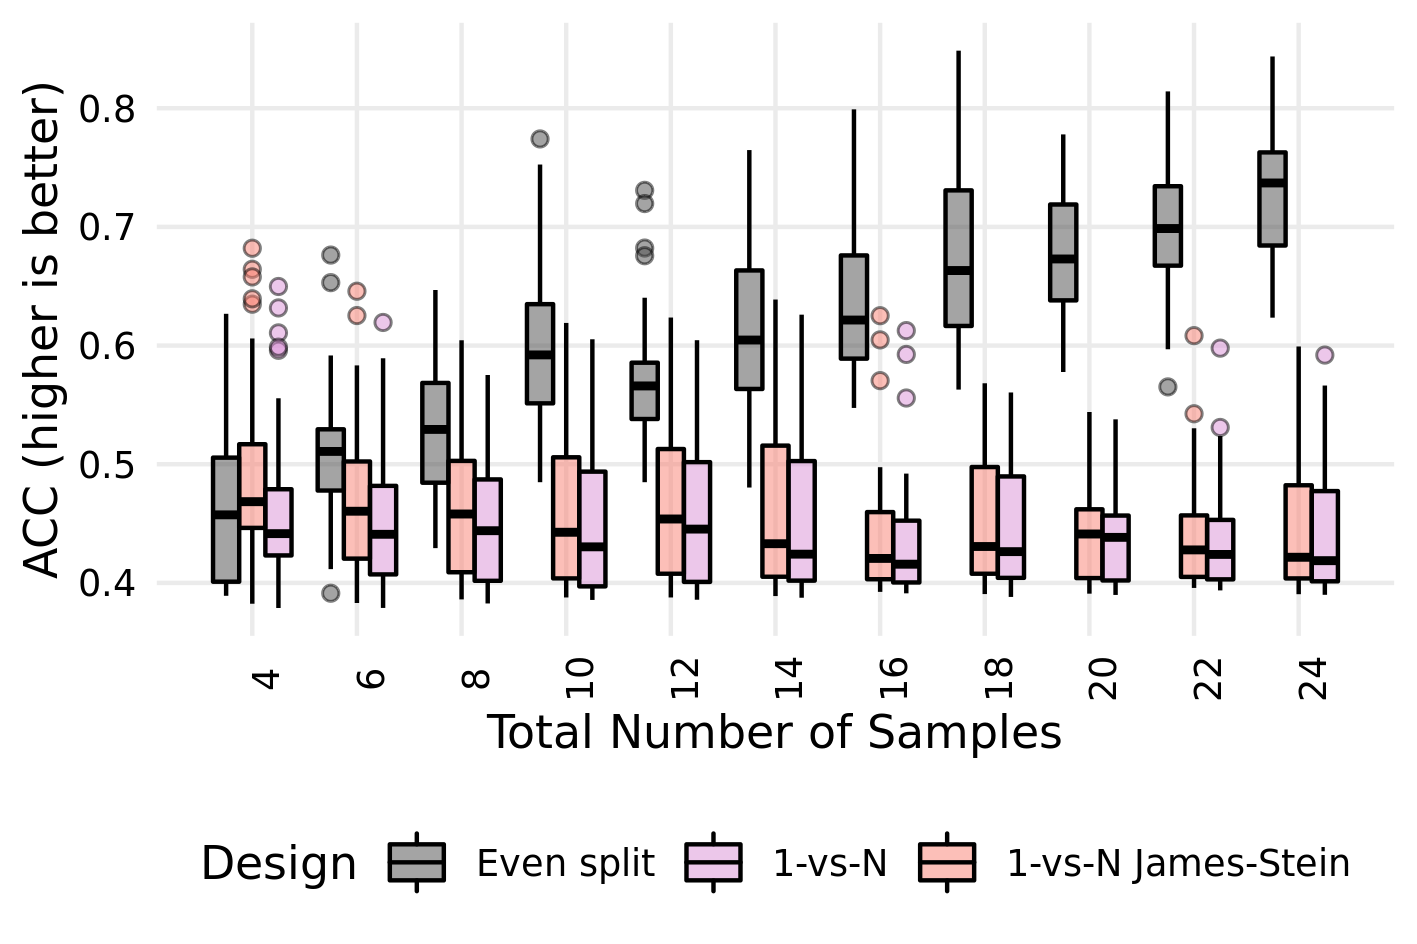 ACC (higher is better)
0.8
0.7
0.6
0.5
0.4
4 6 8 10 12 14 16 18 20 22 24
Total Number of Samples
Design Even split 1-vs-N 1-vs-N James-Stein